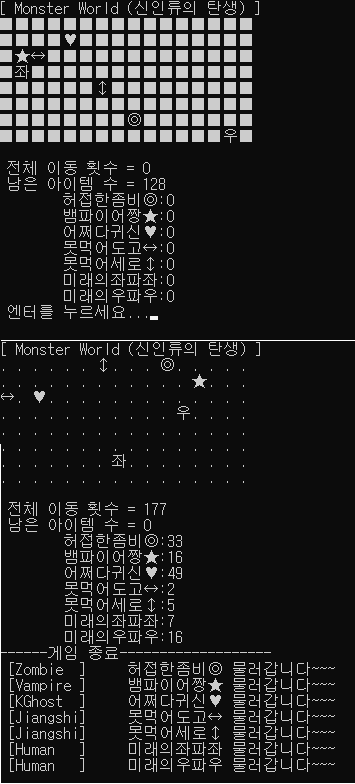 [ Monster World (신인류의 탄생) ]
■■■■■■■■■■■■■■■■
■■■■♥■■■■■■■■■■■
■★↔■■■■■■■■■■■■■
■좌■■■■■■■■■■■■■■
■■■■■■↕■■■■■■■■■
■■■■■■■■■■■■■■■■
■■■■■■■■◎■■■■■■■
■■■■■■■■■■■■■■우■
전체 이동 횟수 = 0
남은 아이템 수 = 128
허접한좀비◎:0
뱀파이어짱★:0
어쩌다귀신♥:0
못먹어도고↔:0
못먹어세로↕:0
미래의좌파좌:0
미래의우파우:0
엔터를 누르세요...
[ Monster World (신인류의 탄생) ]
. . . . . . ↕ . . . ◎ . . . . .
. . . . . . . . . . . . ★ . . .
↔ . ♥ . . . . . . . . . . . . .
. . . . . . . . . . . 우 . . . .
. . . . . . . . . . . . . . . .
. . . . . . . . . . . . . . . .
. . . . . . . 좌 . . . . . . . .
. . . . . . . . . . . . . . . .
전체 이동 횟수 = 177
남은 아이템 수 = 0
허접한좀비◎:33
뱀파이어짱★:16
어쩌다귀신♥:49
못먹어도고↔:2
못먹어세로↕:5
미래의좌파좌:7
미래의우파우:16
------게임 종료--------------------
[Zombie  ] 허접한좀비◎ 물러갑니다~~~
[Vampire ] 뱀파이어짱★ 물러갑니다~~~
[KGhost  ] 어쩌다귀신♥ 물러갑니다~~~
[Jiangshi] 못먹어도고↔ 물러갑니다~~~
[Jiangshi] 못먹어세로↕ 물러갑니다~~~
[Human   ] 미래의좌파좌 물러갑니다~~~
[Human   ] 미래의우파우 물러갑니다~~~